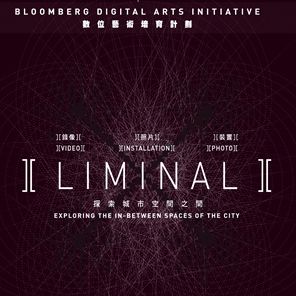 BLOOMBERG DIGITAL ARTS INITIATIVE
數位藝術培育計劃
][錄像][ ][照片][ ][裝置][
][VIDEO][ ][INSTALLATION][ ][PHOTO][
][ LIMINAL ][
探索城市空間之間
EXPLORING THE IN-BETWEEN SPACES OF THE CITY